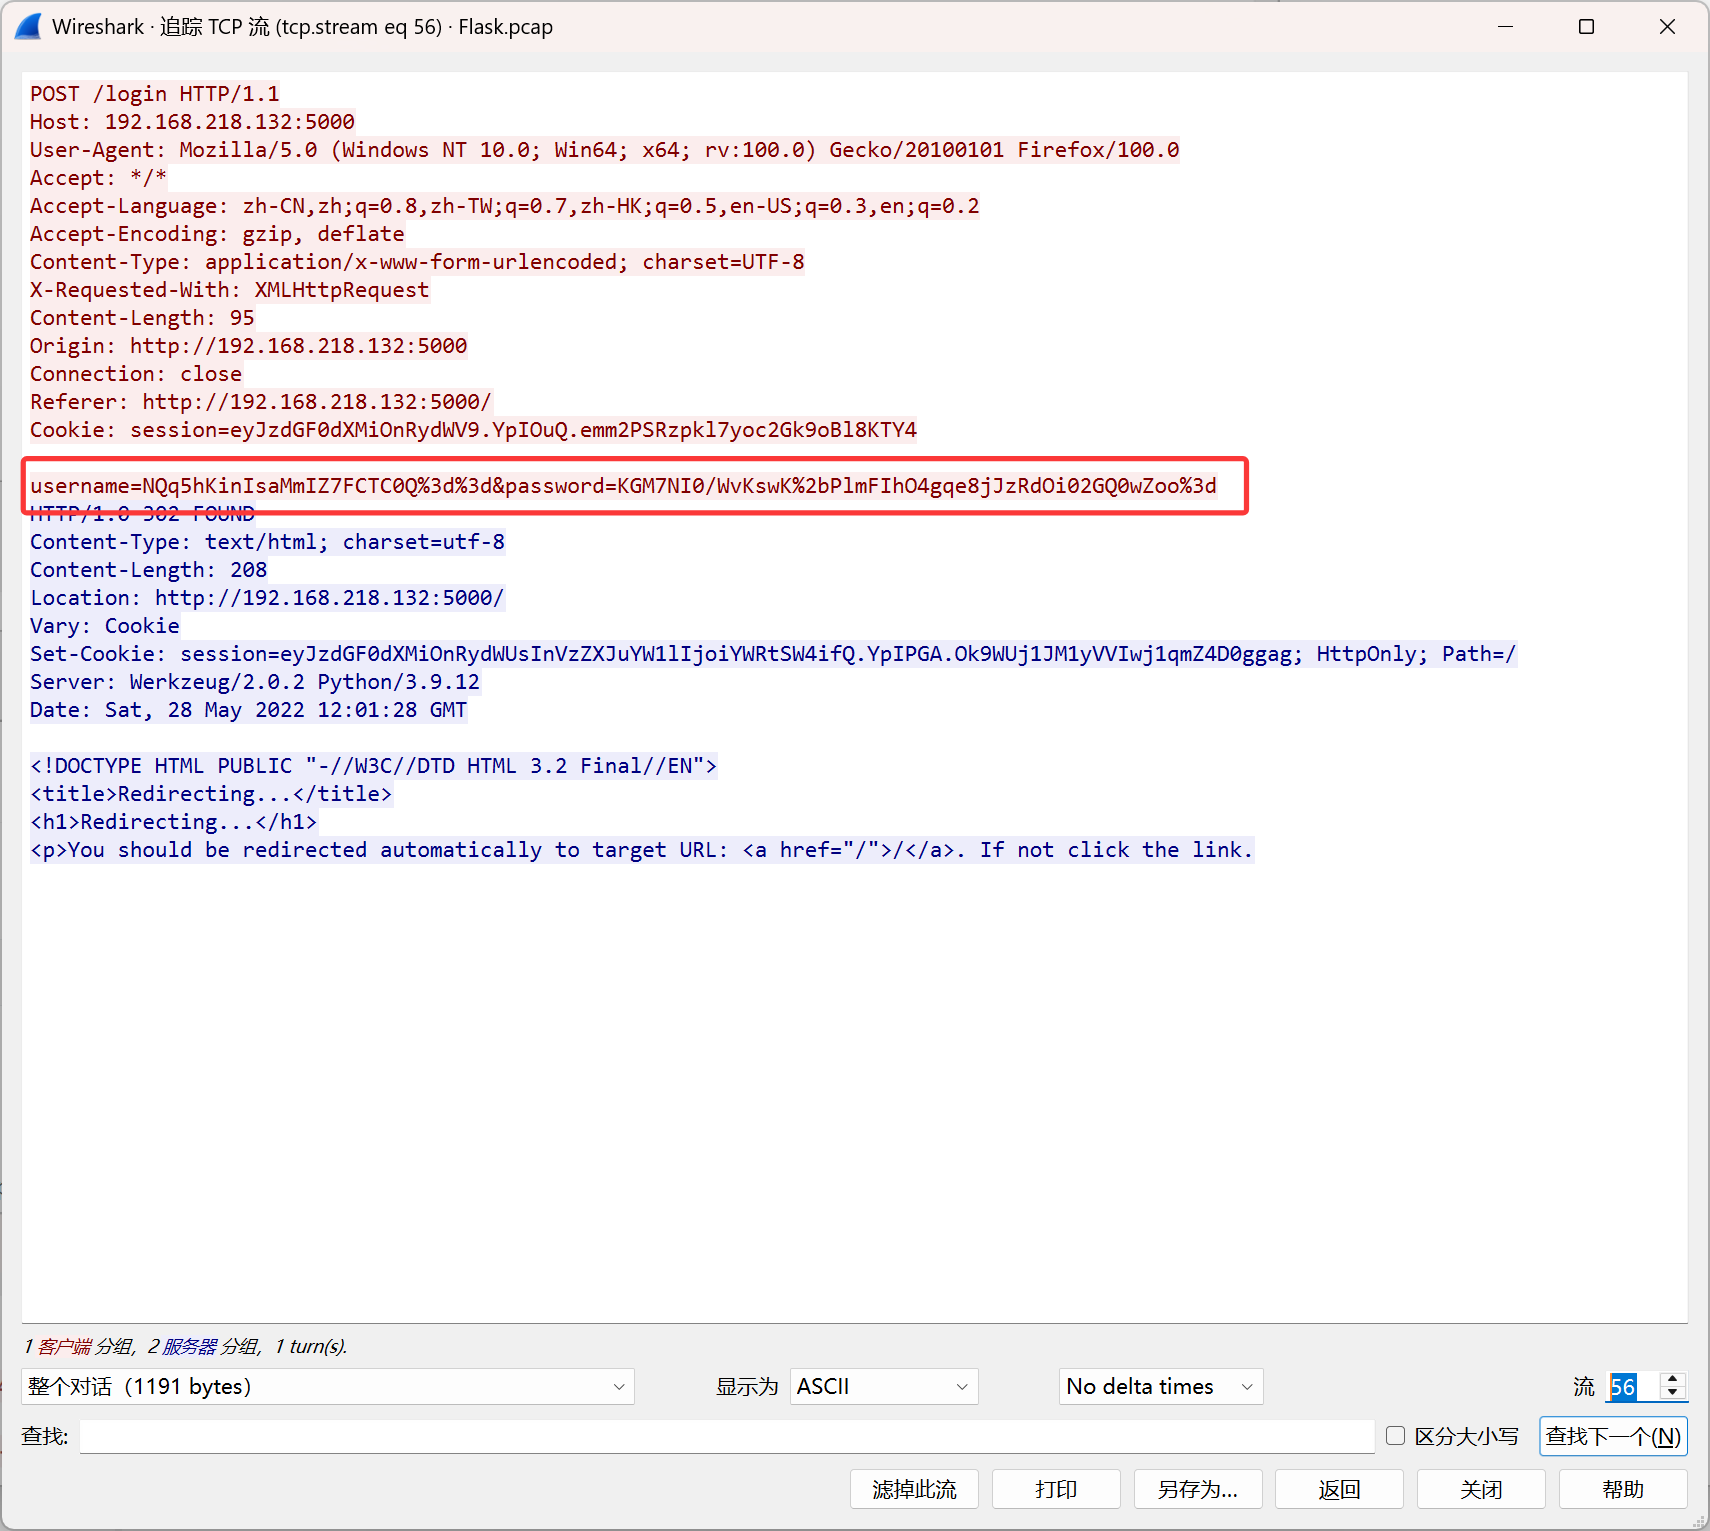 Wireshark · 追踪 TCP 流 (tcp.stream eq 56) · Flask.pcap
POST /login HTTP/1.1
Host: 192.168.218.132:5000
User-Agent: Mozilla/5.0 (Windows NT 10.0; Win64; x64; rv:100.0) Gecko/20100101 Firefox/100.0
Accept: */*
Accept-Language: zh-CN,zh;q=0.8,zh-TW;q=0.7,zh-HK;q=0.5,en-US;q=0.3,en;q=0.2
Accept-Encoding: gzip, deflate
Content-Type: application/x-www-form-urlencoded; charset=UTF-8
X-Requested-With: XMLHttpRequest
Content-Length: 95
Origin: http://192.168.218.132:5000
Connection: close
Referer: http://192.168.218.132:5000/
Cookie: session=eyJzdGF0dXMiOnRydWV9.YpIOuQ.emm2PSRzpkl7yoc2Gk9oBl8KTY4
username=NQq5hKinIsaMmIZ7FCTC0Q%3d%3d&password=KGM7NI0/WvKswK%2bPlmFIhO4gqe8jJzRdOi02GQ0wZoo%3d
HTTP/1.0 302 FOUND
Content-Type: text/html; charset=utf-8
Content-Length: 208
Location: http://192.168.218.132:5000/
Vary: Cookie
Set-Cookie: session=eyJzdGF0dXMiOnRydWUsInVzZXJuYW1lIjoiYWRtSW4ifQ.YpIPGA.Ok9WUj1JM1yVVIwj1qmZ4D0ggag; HttpOnly; Path=/
Server: Werkzeug/2.0.2 Python/3.9.12
Date: Sat, 28 May 2022 12:01:28 GMT
<!DOCTYPE HTML PUBLIC "-//W3C//DTD HTML 3.2 Final//EN">
<title>Redirecting...</title>
<h1>Redirecting...</h1>
<p>You should be redirected automatically to target URL: <a href="/">/</a>. If not click the link.
1 客户端 分组, 2 服务器 分组, 1 turn(s).
整个对话 (1191 bytes)
显示为 ASCII
No delta times
流 56
查找:
区分大小写
查找下一个(N)
滤掉此流
打印
另存为...
返回
关闭
帮助